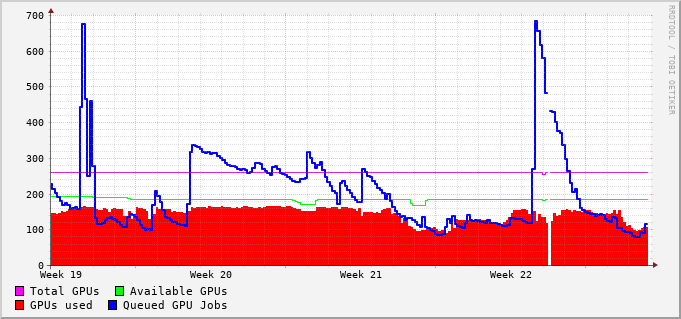 700
600
500
400
300
200
100
0
Week 19 Week 20 Week 21 Week 22
Total GPUs Available GPUs
GPUs used Queued GPU Jobs
RRDTOOL / TOBI OETIKER